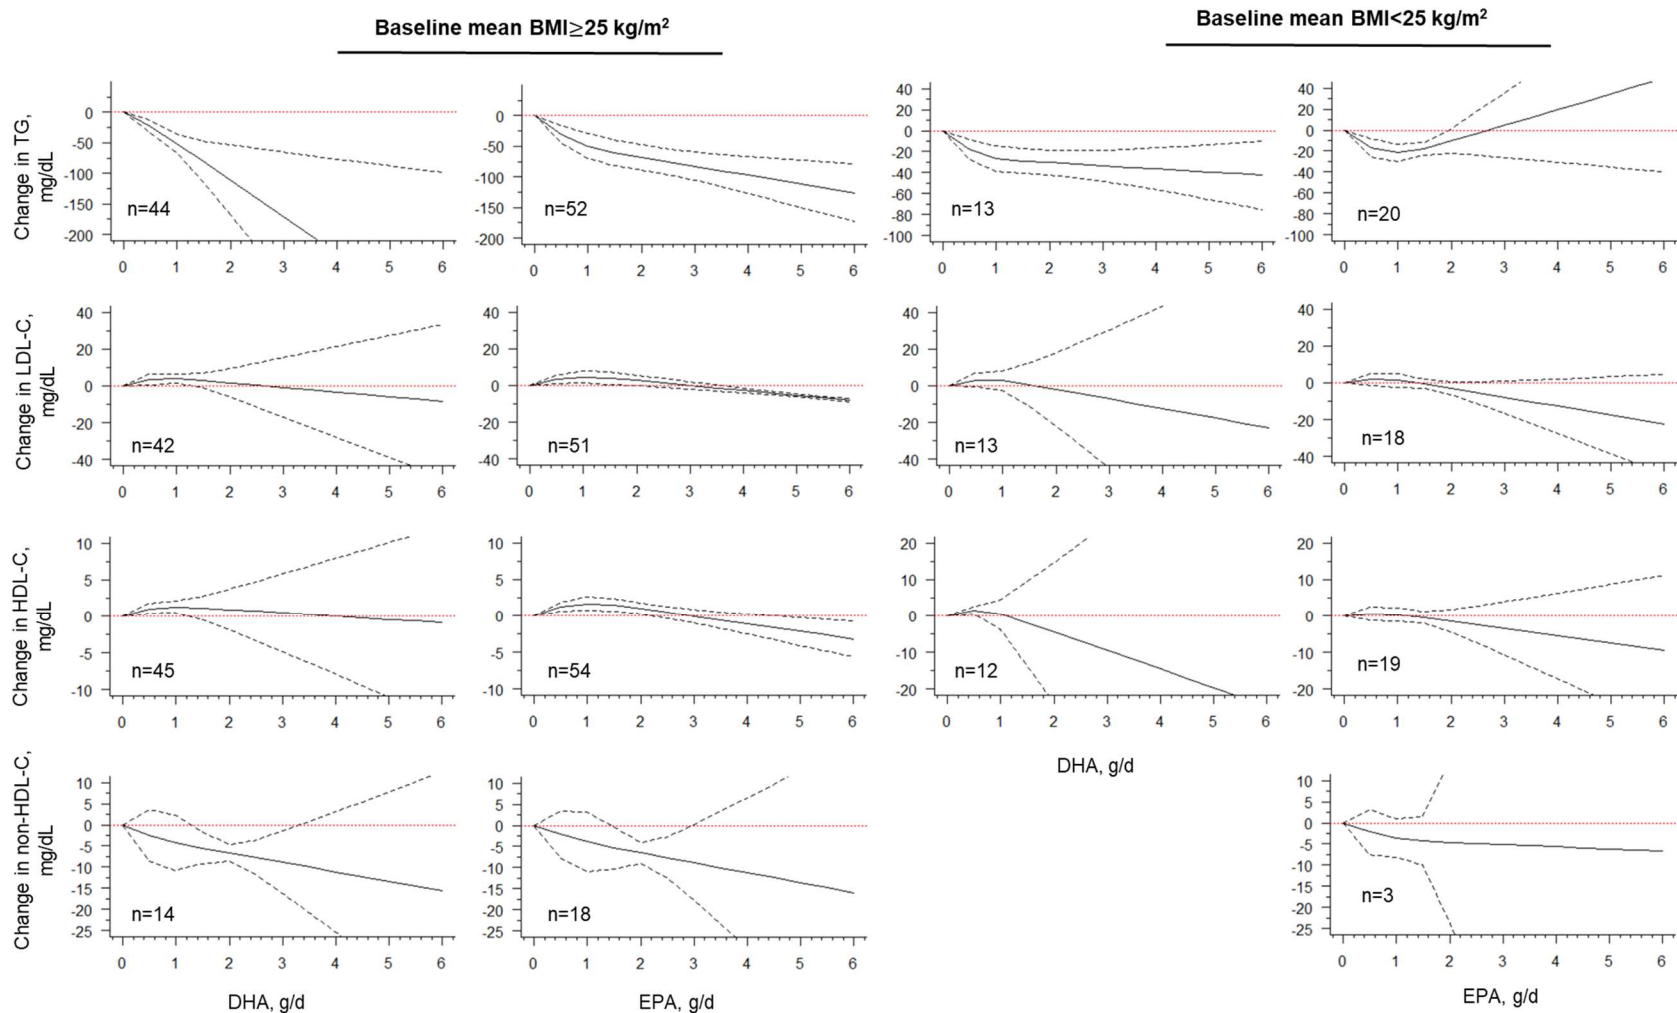 Baseline mean BMI≥25 kg/m²
Baseline mean BMI<25 kg/m²
Change in TG,
mg/dL
0
-50
-100
-150
-200
n=44
0 1 2 3 4 5 6
0
-50
-100
-150
-200
n=52
0 1 2 3 4 5 6
40
20
0
-20
-40
-60
-80
-100
n=13
0 1 2 3 4 5 6
40
20
0
-20
-40
-60
-80
-100
n=20
0 1 2 3 4 5 6
Change in LDL-C,
mg/dL
40
20
0
-20
-40
n=42
0 1 2 3 4 5 6
40
20
0
-20
-40
n=51
0 1 2 3 4 5 6
40
20
0
-20
-40
n=13
0 1 2 3 4 5 6
40
20
0
-20
-40
n=18
0 1 2 3 4 5 6
Change in HDL-C,
mg/dL
10
5
0
-5
-10
n=45
0 1 2 3 4 5 6
10
5
0
-5
-10
n=54
0 1 2 3 4 5 6
20
10
0
-10
-20
n=12
0 1 2 3 4 5 6
DHA, g/d
20
10
0
-10
-20
n=19
0 1 2 3 4 5 6
Change in non-HDL-C,
mg/dL
10
5
0
-5
-10
-15
-20
-25
n=14
0 1 2 3 4 5 6
DHA, g/d
10
5
0
-5
-10
-15
-20
-25
n=18
0 1 2 3 4 5 6
EPA, g/d
10
5
0
-5
-10
-15
-20
-25
n=3
0 1 2 3 4 5 6
EPA, g/d